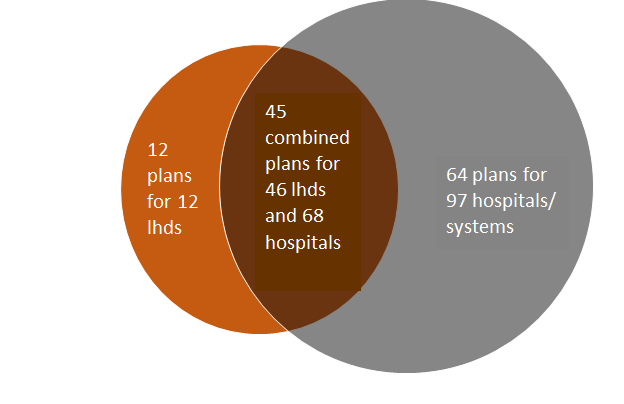 12
plans
for 12
lhds
45
combined
plans for
46 lhds
and 68
hospitals
64 plans for
97 hospitals/
systems